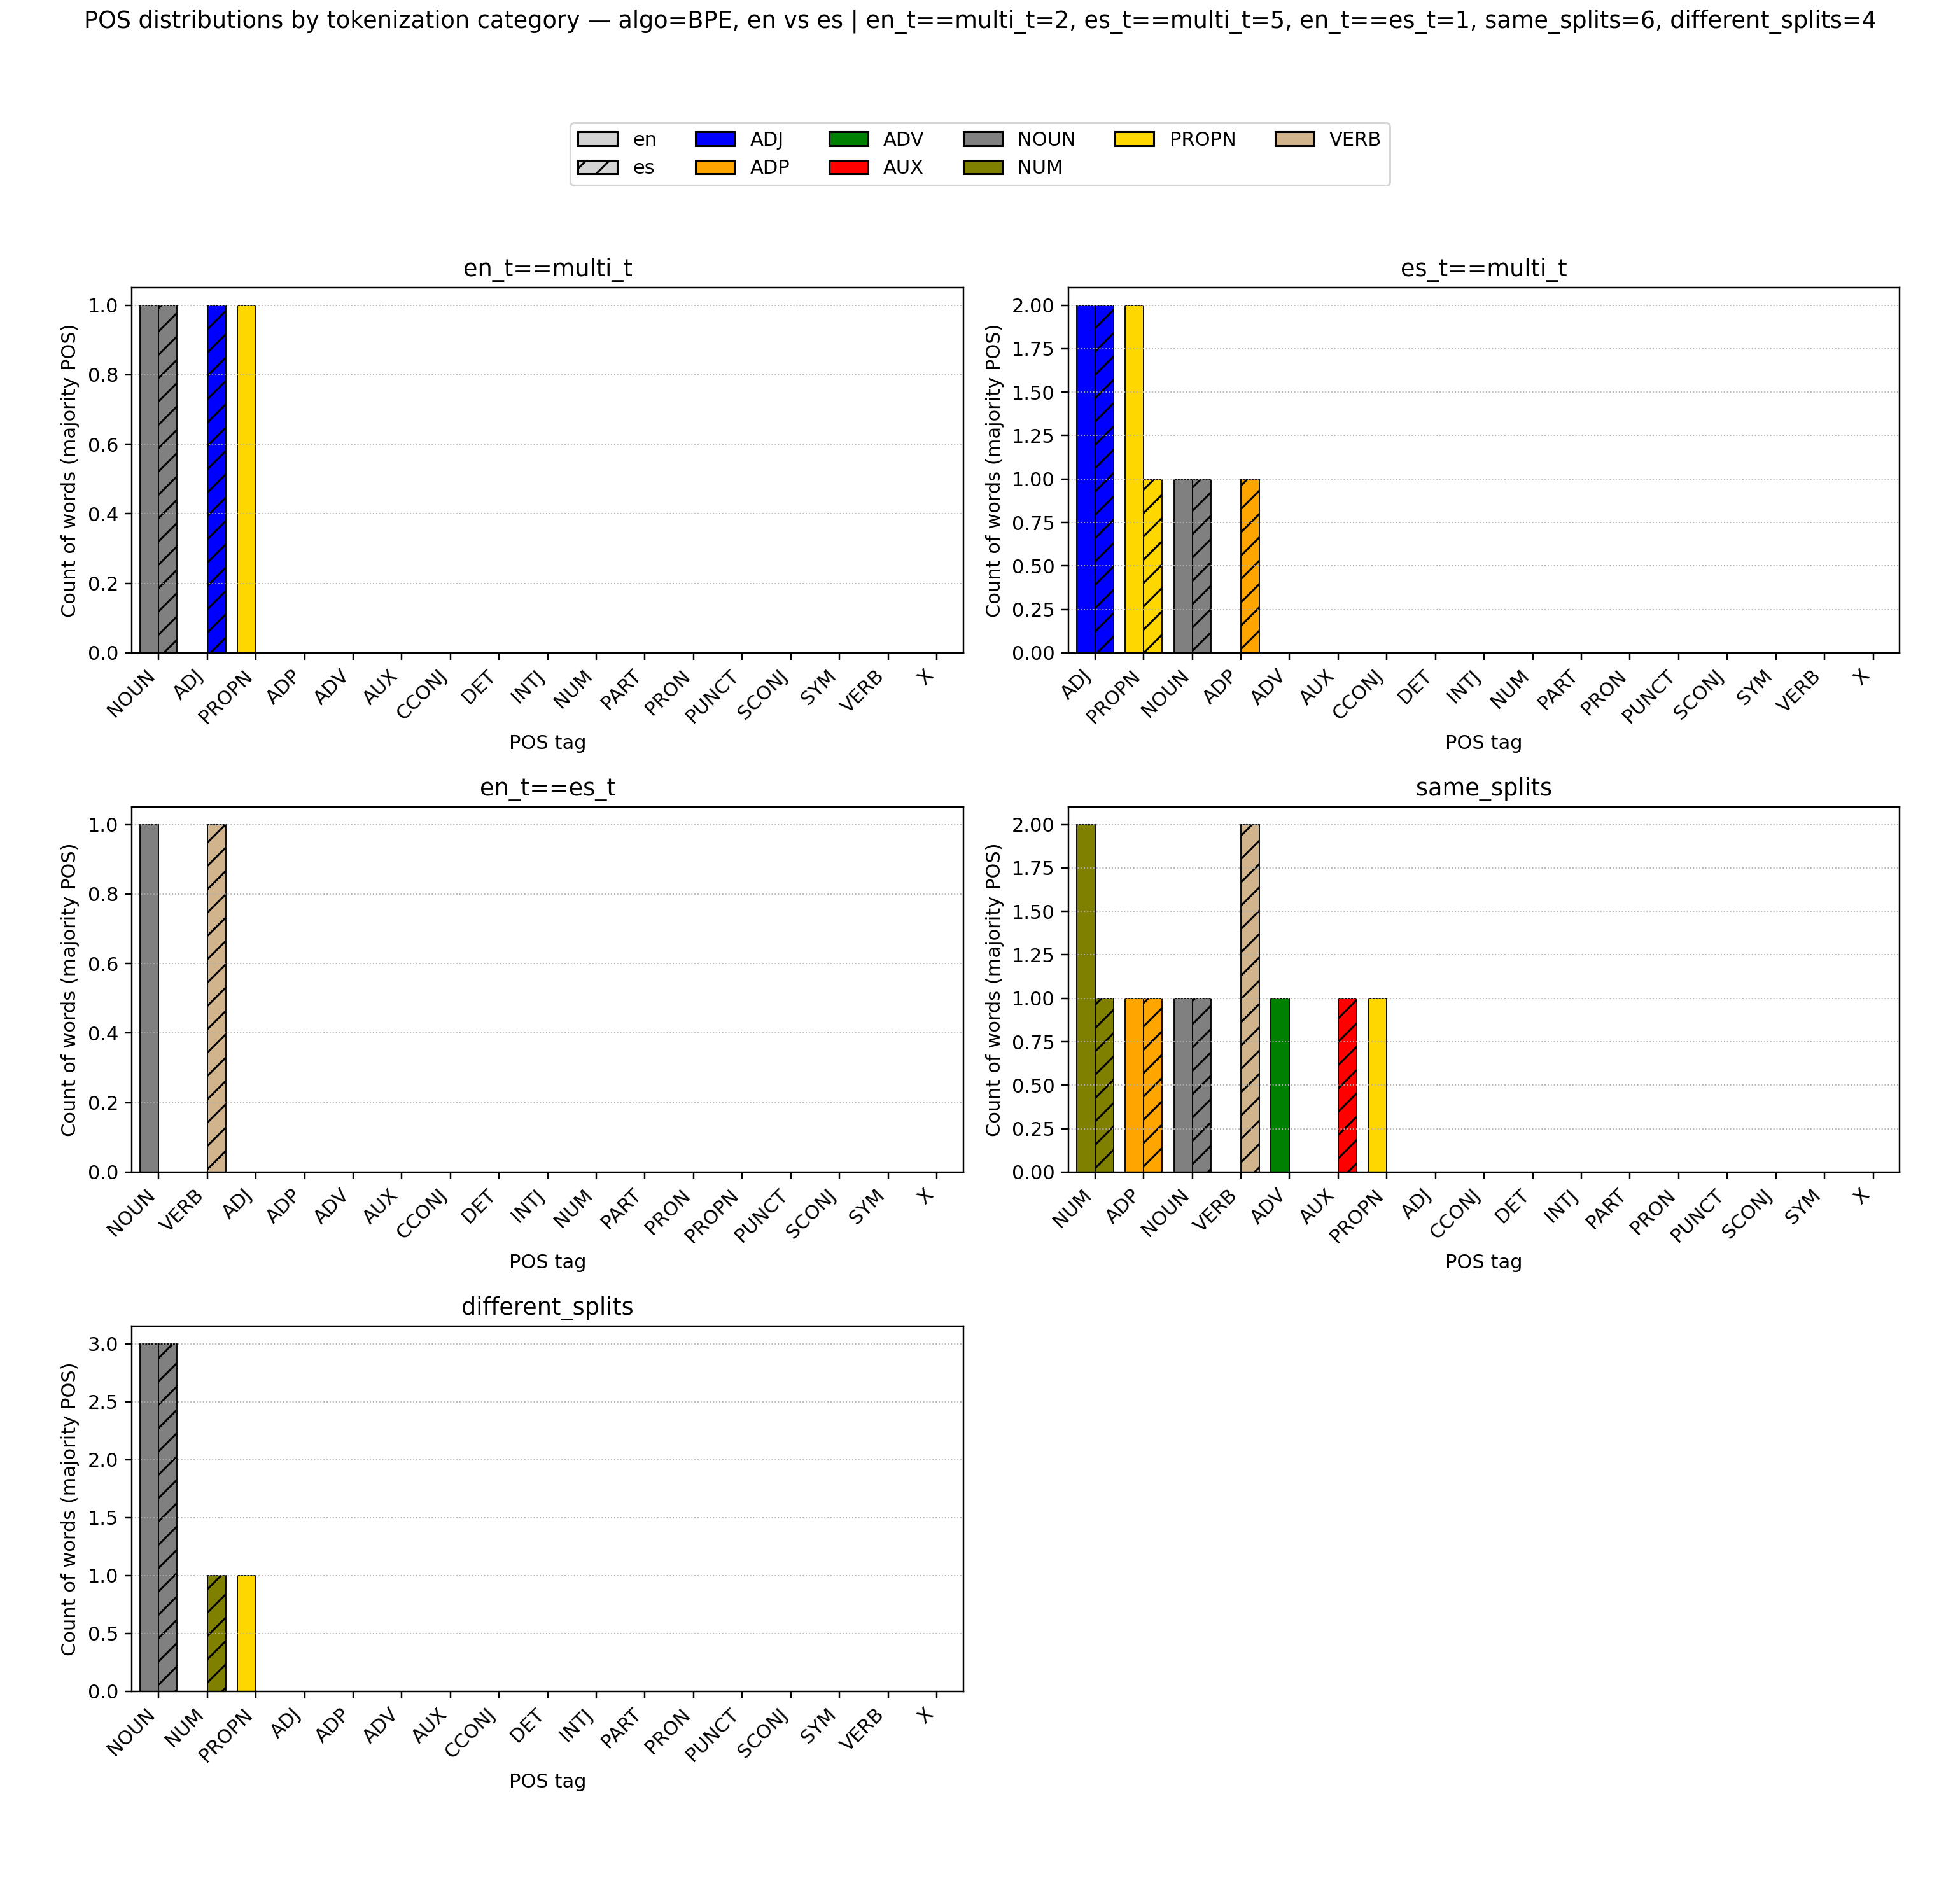 POS distributions by tokenization category — algo=BPE, en vs es | en_t==multi_t=2, es_t==multi_t=5, en_t==es_t=1, same_splits=6, different_splits=4
en ADJ ADV NOUN PROPN VERB
es ADP AUX NUM
en_t==multi_t
Count of words (majority POS)
1.0
0.8
0.6
0.4
0.2
0.0
NOUN ADJ PROPN ADP ADV AUX CCONJ DET INTJ NUM PART PRON PUNCT SCONJ SYM VERB X
POS tag
es_t==multi_t
Count of words (majority POS)
2.00
1.75
1.50
1.25
1.00
0.75
0.50
0.25
0.00
ADJ PROPN NOUN ADP ADV AUX CCONJ DET INTJ NUM PART PRON PUNCT SCONJ SYM VERB X
POS tag
en_t==es_t
Count of words (majority POS)
1.0
0.8
0.6
0.4
0.2
0.0
NOUN VERB ADJ ADP ADV AUX CCONJ DET INTJ NUM PART PRON PROPN PUNCT SCONJ SYM X
POS tag
same_splits
Count of words (majority POS)
2.00
1.75
1.50
1.25
1.00
0.75
0.50
0.25
0.00
NUM ADP NOUN VERB ADV AUX PROPN ADJ CCONJ DET INTJ PART PRON PUNCT SCONJ SYM X
POS tag
different_splits
Count of words (majority POS)
3.0
2.5
2.0
1.5
1.0
0.5
0.0
NOUN NUM PROPN ADJ ADP ADV AUX CCONJ DET INTJ PART PRON PUNCT SCONJ SYM VERB X
POS tag